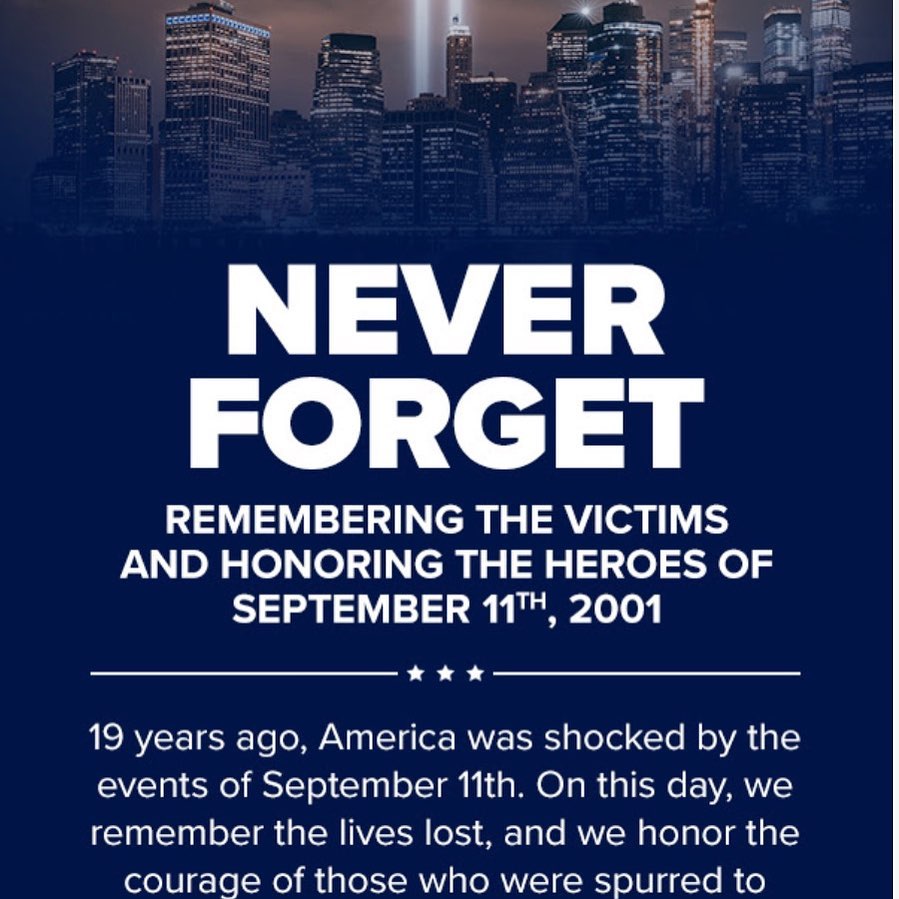 NEVER
FORGET
REMEMBERING THE VICTIMS
AND HONORING THE HEROES OF
SEPTEMBER 11TH, 2001
19 years ago, America was shocked by the
events of September 11th. On this day, we
remember the lives lost, and we honor the
courage of those who were spurred to